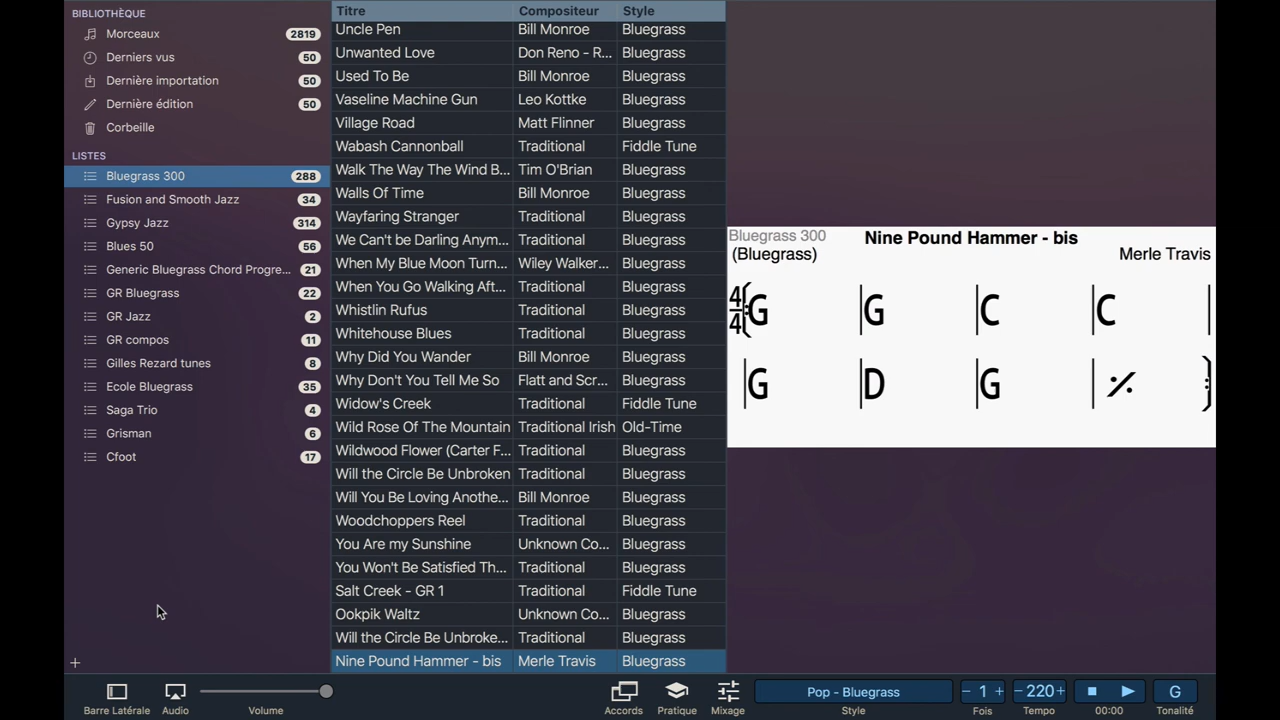 BIBLIOTHÈQUE
Morceaux 2819
Derniers vus 50
Dernière importation 50
Dernière édition 50
Corbeille
LISTES
Bluegrass 300 288
Fusion and Smooth Jazz 34
Gypsy Jazz 314
Blues 50 56
Generic Bluegrass Chord Progre... 21
GR Bluegrass 22
GR Jazz 2
GR compos 11
Gilles Rezard tunes 8
Ecole Bluegrass 35
Saga Trio 4
Grisman 6
Cfoot 17
+
Titre Compositeur Style
Uncle Pen Bill Monroe Bluegrass
Unwanted Love Don Reno - R... Bluegrass
Used To Be Bill Monroe Bluegrass
Vaseline Machine Gun Leo Kottke Bluegrass
Village Road Matt Flinner Bluegrass
Wabash Cannonball Traditional Fiddle Tune
Walk The Way The Wind B... Tim O'Brian Bluegrass
Walls Of Time Bill Monroe Bluegrass
Wayfaring Stranger Traditional Bluegrass
We Can't be Darling Anym... Traditional Bluegrass
When My Blue Moon Turn... Wiley Walker... Bluegrass
When You Go Walking Aft... Traditional Bluegrass
Whistlin Rufus Traditional Bluegrass
Whitehouse Blues Traditional Bluegrass
Why Did You Wander Bill Monroe Bluegrass
Why Don't You Tell Me So Flatt and Scr... Bluegrass
Widow's Creek Traditional Fiddle Tune
Wild Rose Of The Mountain Traditional Irish Old-Time
Wildwood Flower (Carter F... Traditional Bluegrass
Will the Circle Be Unbroken Traditional Bluegrass
Will You Be Loving Anothe... Bill Monroe Bluegrass
Woodchoppers Reel Traditional Bluegrass
You Are my Sunshine Unknown Co... Bluegrass
You Won't Be Satisfied Th... Traditional Bluegrass
Salt Creek - GR 1 Traditional Fiddle Tune
Ookpik Waltz Unknown Co... Bluegrass
Will the Circle Be Unbroke... Traditional Bluegrass
Nine Pound Hammer - bis Merle Travis Bluegrass
Bluegrass 300 Nine Pound Hammer - bis
(Bluegrass) Merle Travis
4/4 G G C C
G D G
Pop - Bluegrass − 1 + −220+ G
Barre Latérale Audio Volume Accords Pratique Mixage Style Fois Tempo 00:00 Tonalité